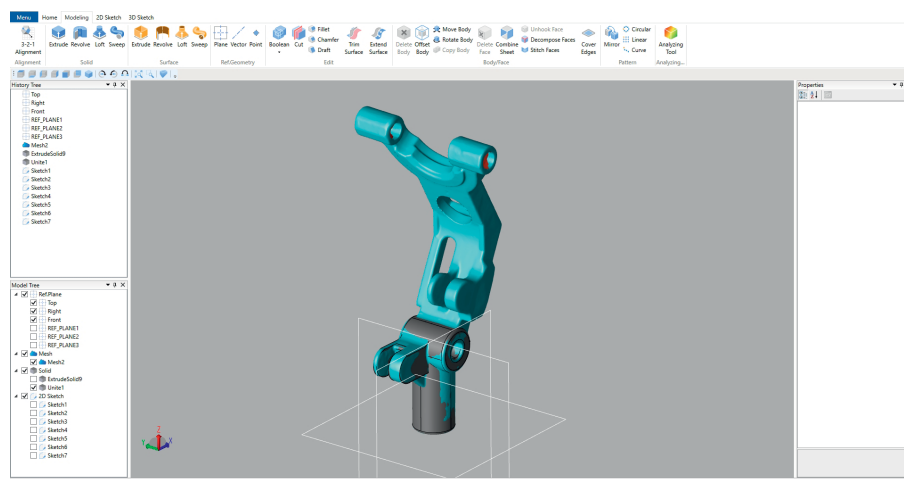 Menu Home Modeling 2D Sketch 3D Sketch
3-2-1 Alignment
Extrude Revolve Loft Sweep
Extrude Revolve Loft Sweep
Plane Vector Point
Boolean Cut
Fillet
Chamfer
Draft
Trim Surface
Extend Surface
Delete Body
Offset Body
Move Body
Rotate Body
Copy Body
Delete Face
Combine Sheet
Unhook Face
Decompose Faces
Stitch Faces
Cover Edges
Mirror
Circular
Linear
Curve
Analyzing Tool
Alignment Solid Surface Ref.Geometry Edit Body/Face Pattern Analyzing...
History Tree
Top
Right
Front
REF_PLANE1
REF_PLANE2
REF_PLANE3
Mesh2
ExtrudeSolid9
Unite1
Sketch1
Sketch2
Sketch3
Sketch4
Sketch5
Sketch6
Sketch7
Model Tree
Ref.Plane
Top
Right
Front
REF_PLANE1
REF_PLANE2
REF_PLANE3
Mesh
Mesh2
Solid
ExtrudeSolid9
Unite1
2D Sketch
Sketch1
Sketch2
Sketch3
Sketch4
Sketch5
Sketch6
Sketch7
Z
Y X
Properties